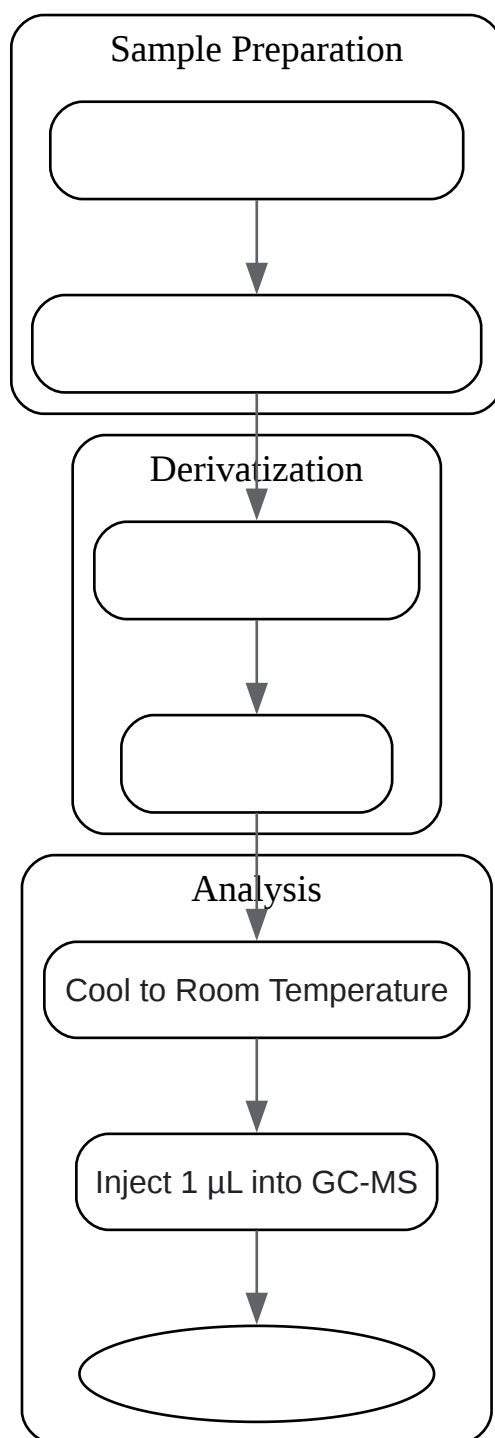 Sample Preparation
Derivatization
Analysis
Cool to Room Temperature
Inject 1 µL into GC-MS